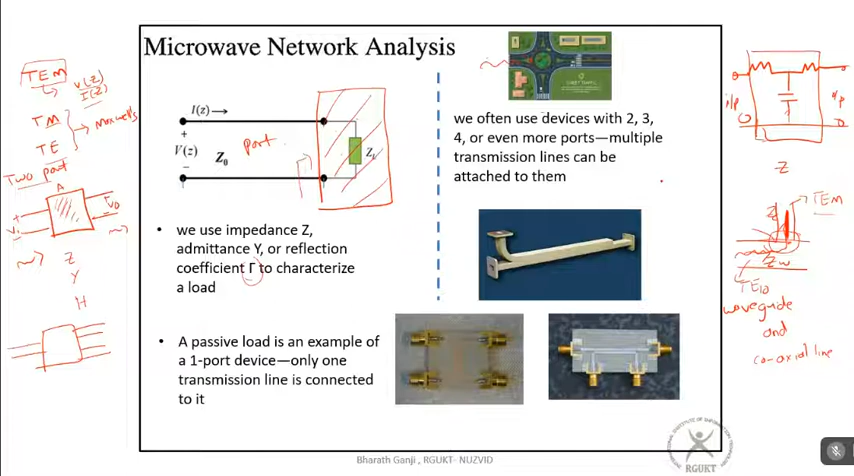 Microwave Network Analysis
I(z)
+
V(z)
−
Z0
ZL
port
Γ
we use impedance Z,
admittance Y, or reflection
coefficient Γ to characterize
a load
A passive load is an example of
a 1-port device—only one
transmission line is connected
to it
we often use devices with 2, 3,
4, or even more ports—multiple
transmission lines can be
attached to them
TEM
V(z)
I(z)
TM
TE
Maxwells
Two port
A
+
Z
Y
H
i/p
o/p
Z
TEM
TE10
waveguide
and
co-axial line
Bharath Ganji, RGUKT- NUZVID
RGUKT